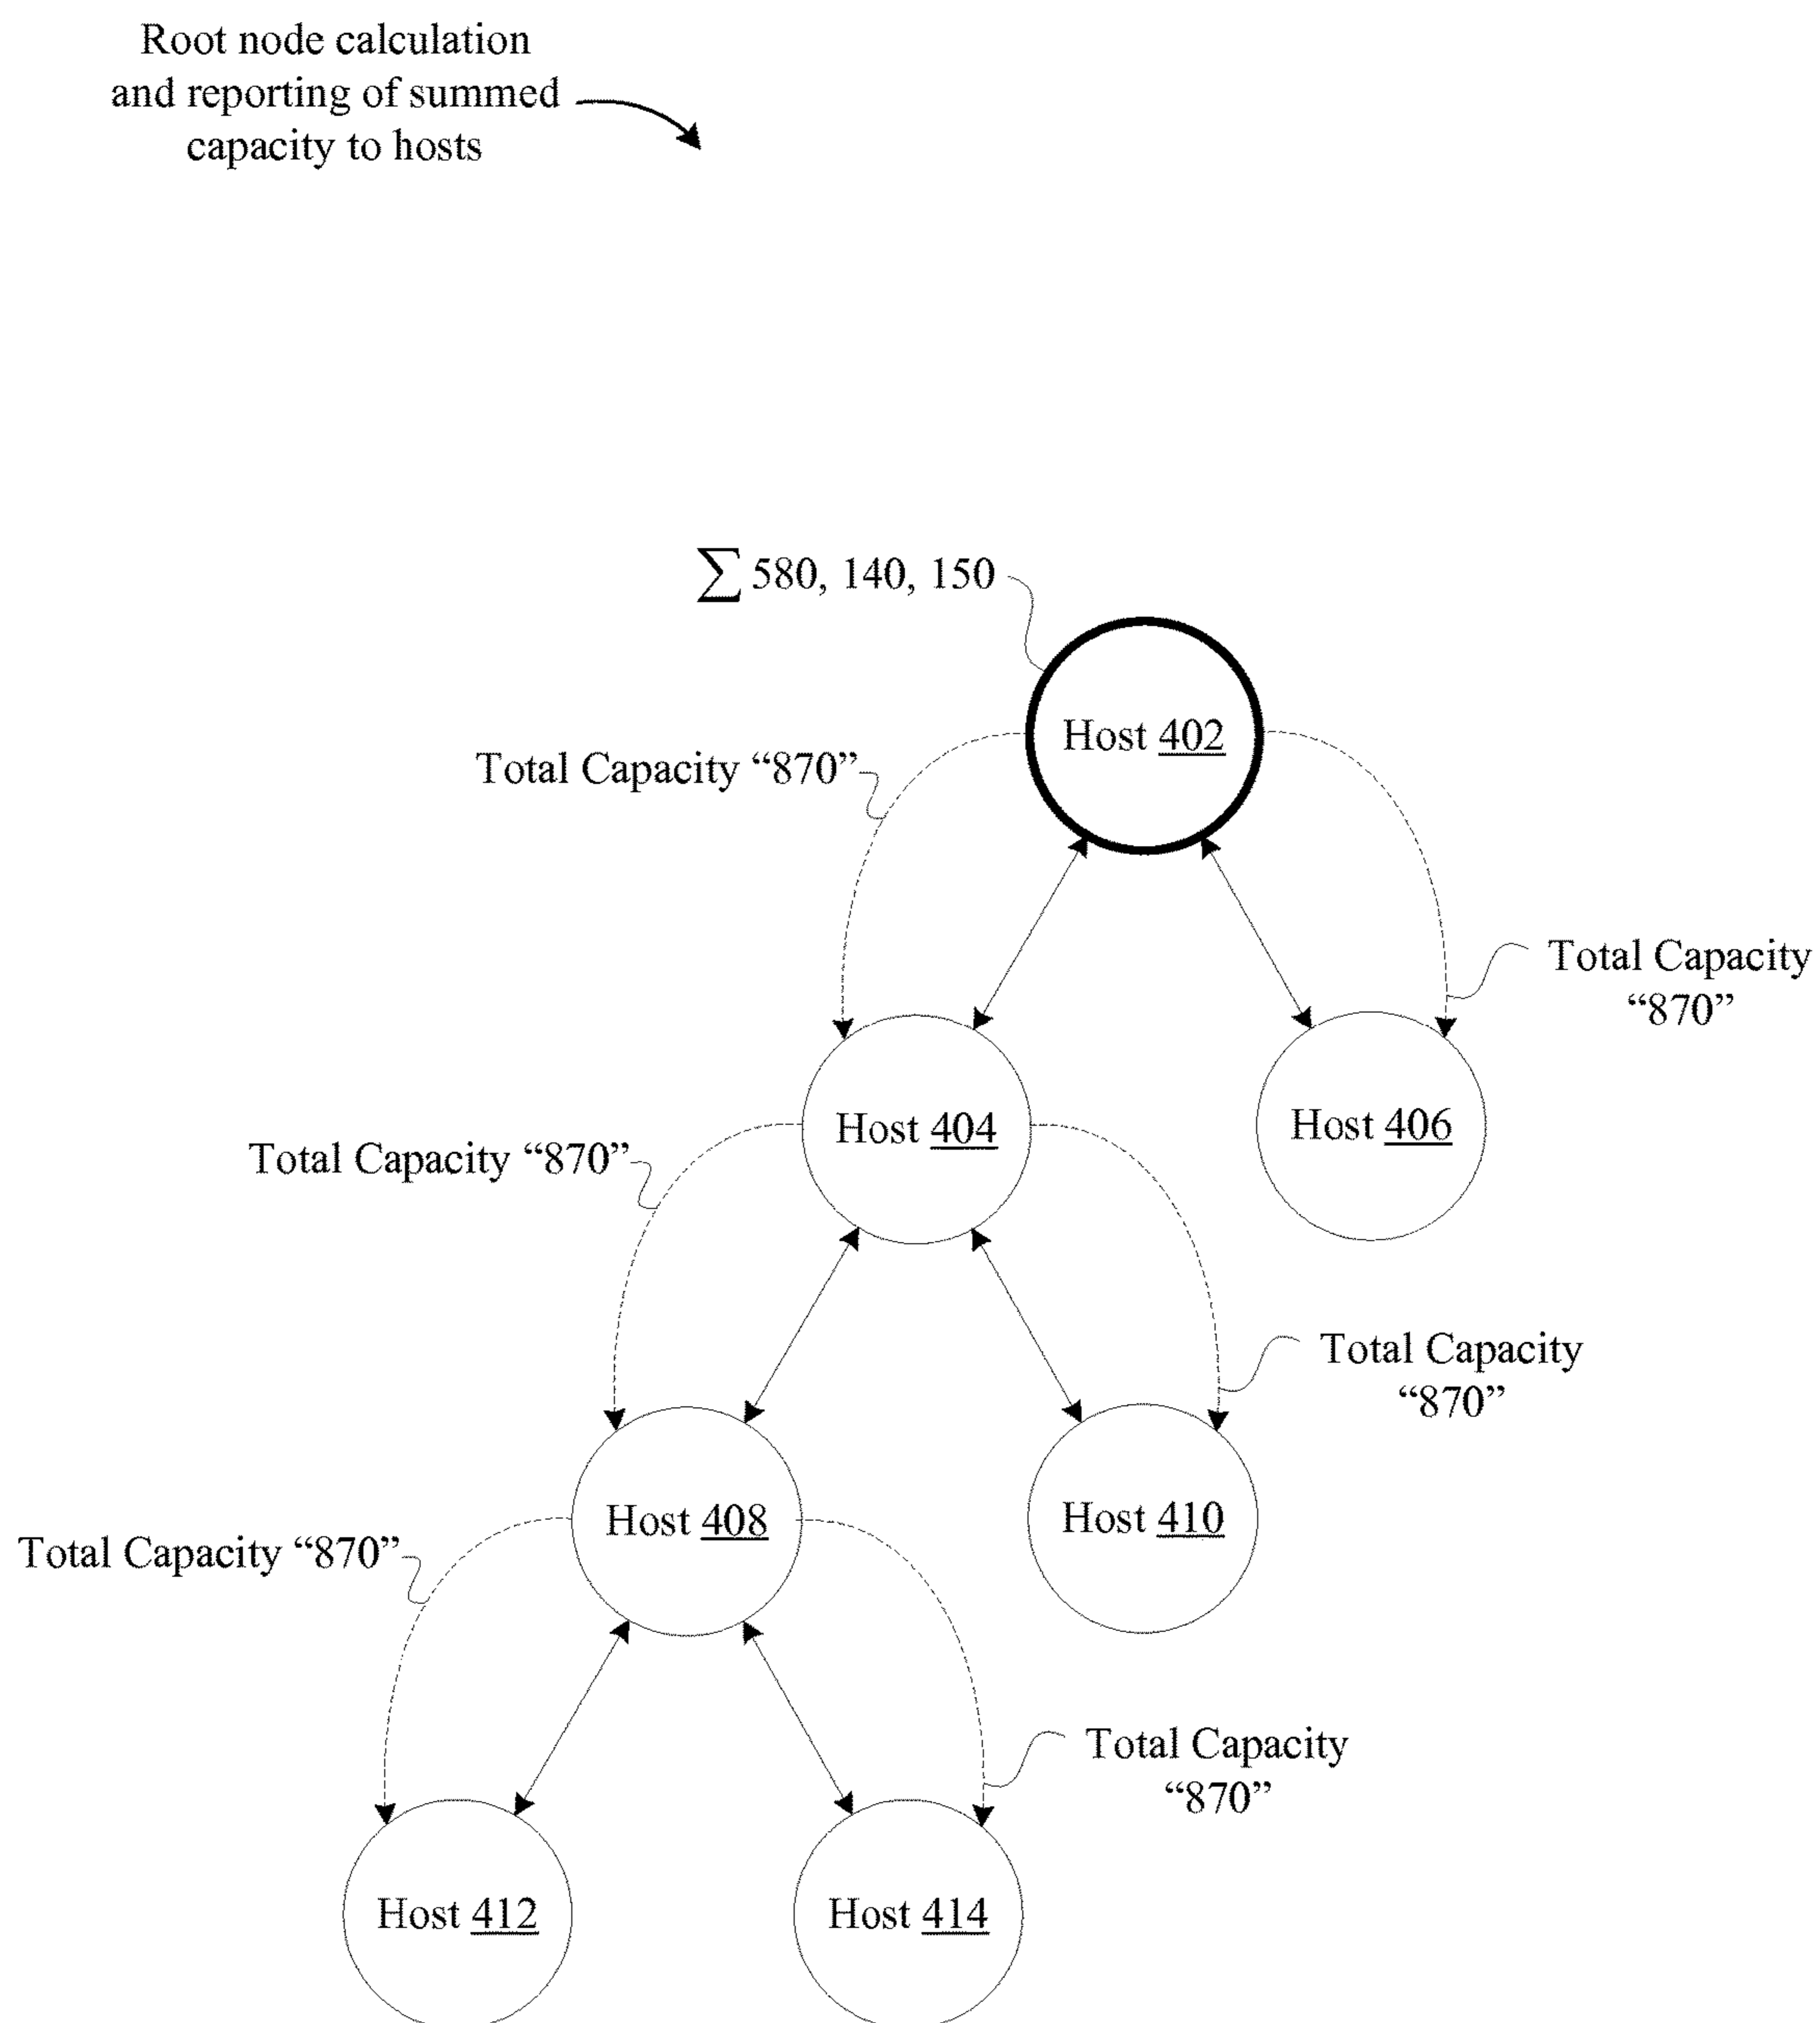 Root node calculation
and reporting of summed
capacity to hosts
∑ 580, 140, 150
Host 402
Total Capacity “870”
Total Capacity
“870”
Host 404
Host 406
Total Capacity “870”
Total Capacity
“870”
Host 408
Host 410
Total Capacity “870”
Total Capacity
“870”
Host 412
Host 414